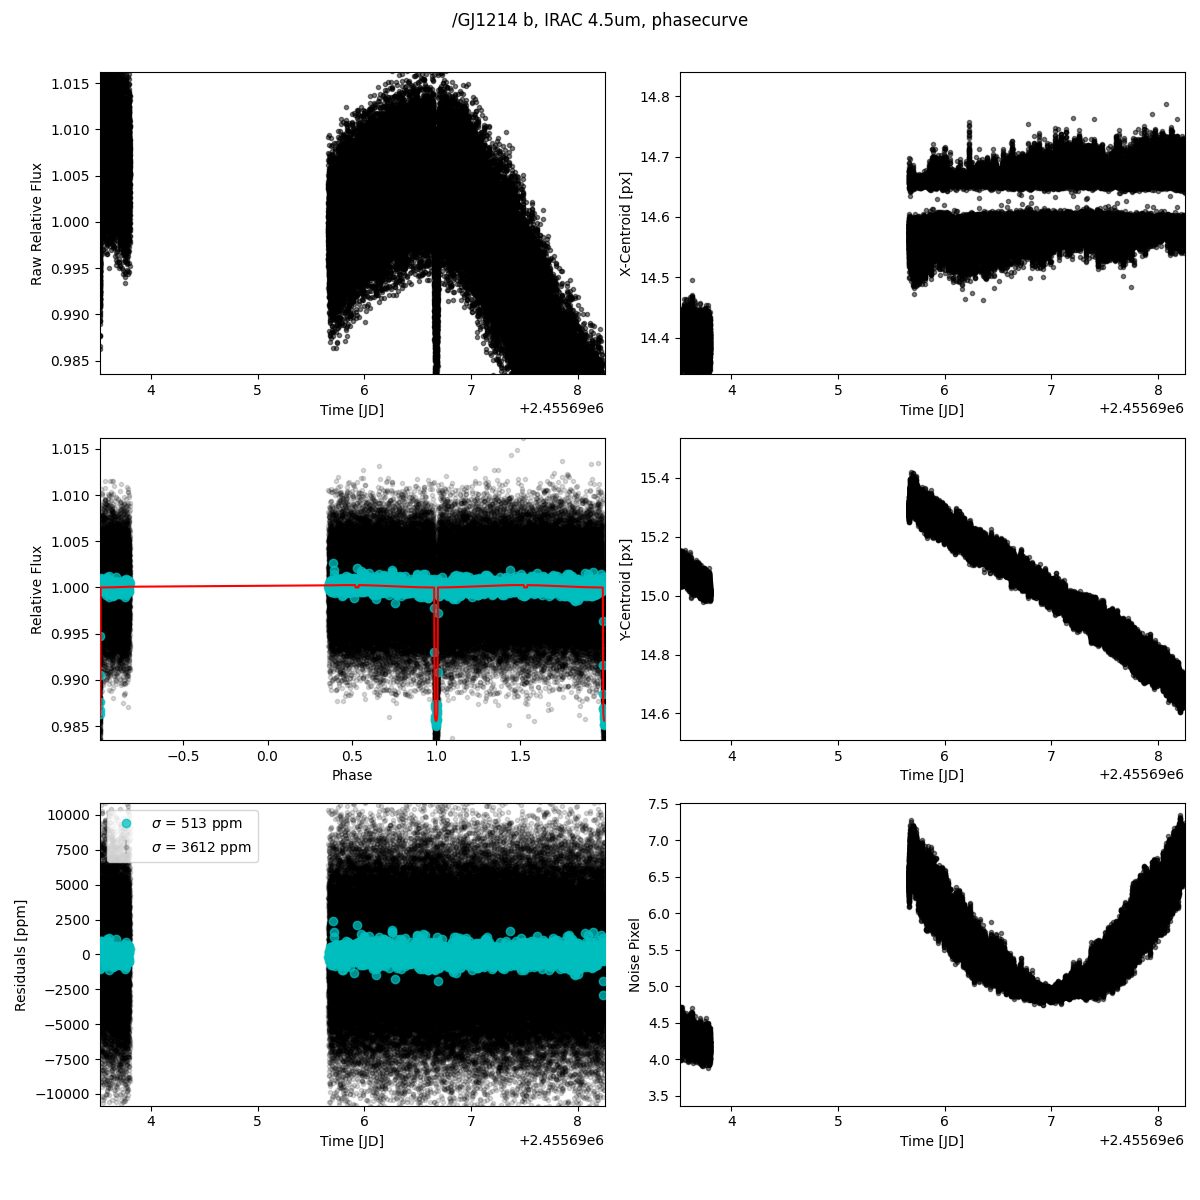 /GJ1214 b, IRAC 4.5um, phasecurve
1.015
1.010
1.005
1.000
0.995
0.990
0.985
Raw Relative Flux
4 5 6 7 8
+2.45569e6
Time [JD]
14.8
14.7
14.6
14.5
14.4
X-Centroid [px]
4 5 6 7 8
+2.45569e6
Time [JD]
1.015
1.010
1.005
1.000
0.995
0.990
0.985
Relative Flux
−0.5 0.0 0.5 1.0 1.5
Phase
15.4
15.2
15.0
14.8
14.6
Y-Centroid [px]
4 5 6 7 8
+2.45569e6
Time [JD]
10000
7500
5000
2500
0
−2500
−5000
−7500
−10000
Residuals [ppm]
σ = 513 ppm
σ = 3612 ppm
4 5 6 7 8
+2.45569e6
Time [JD]
7.5
7.0
6.5
6.0
5.5
5.0
4.5
4.0
3.5
Noise Pixel
4 5 6 7 8
+2.45569e6
Time [JD]